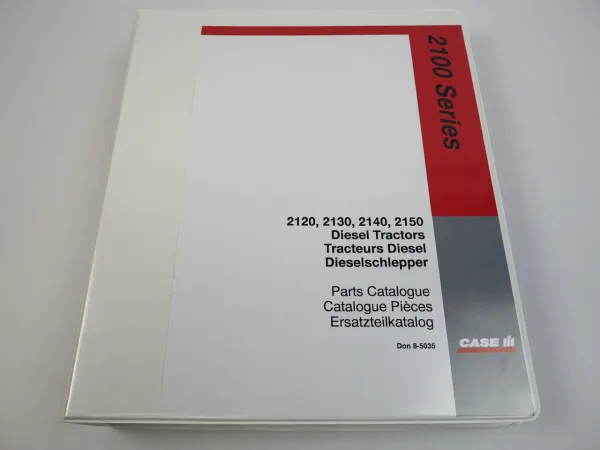 2100 Series
2120, 2130, 2140, 2150
Diesel Tractors
Tracteurs Diesel
Dieselschlepper
Parts Catalogue
Catalogue Pièces
Ersatzteilkatalog
Don 8-5035
CASE IH